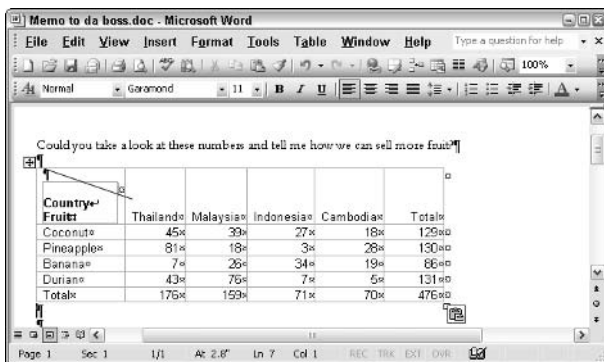 Memo to da boss.doc - Microsoft Word
File Edit View Insert Format Tools Table Window Help Type a question for help
100%
Normal Garamond 11 B I U A
Could you take a look at these numbers and tell me how we can sell more fruit?¶
¶
¶
Country↵
Fruit¤ Thailand¤ Malaysia¤ Indonesia¤ Cambodia¤ Total¤
Coconut¤ 45¤ 39¤ 27¤ 18¤ 129¤¤
Pineapple¤ 81¤ 18¤ 3¤ 28¤ 130¤¤
Banana¤ 7¤ 26¤ 34¤ 19¤ 86¤¤
Durian¤ 43¤ 76¤ 7¤ 5¤ 131¤¤
Total¤ 176¤ 159¤ 71¤ 70¤ 476¤¤
¶
¶
Page 1 Sec 1 1/1 At 2.8" Ln 7 Col 1 REC TRK EXT OVR